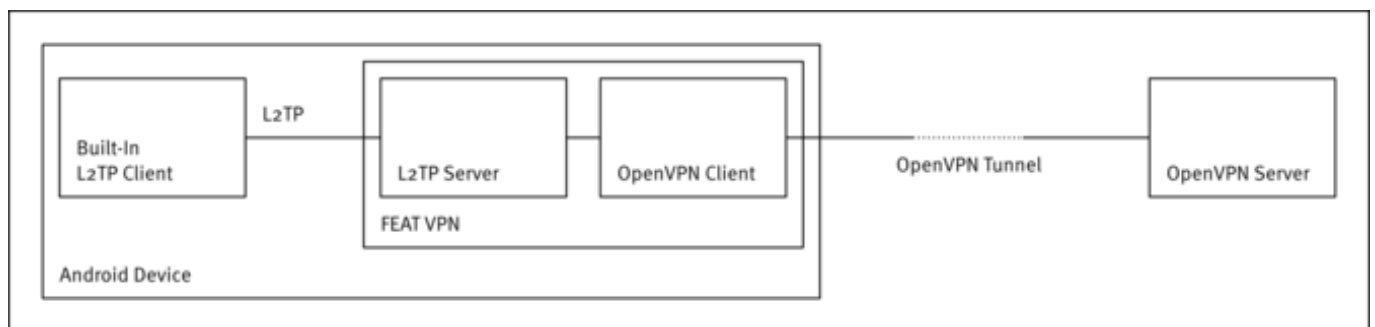 L2TP
Built-In
L2TP Client
L2TP Server
OpenVPN Client
OpenVPN Tunnel
OpenVPN Server
FEAT VPN
Android Device